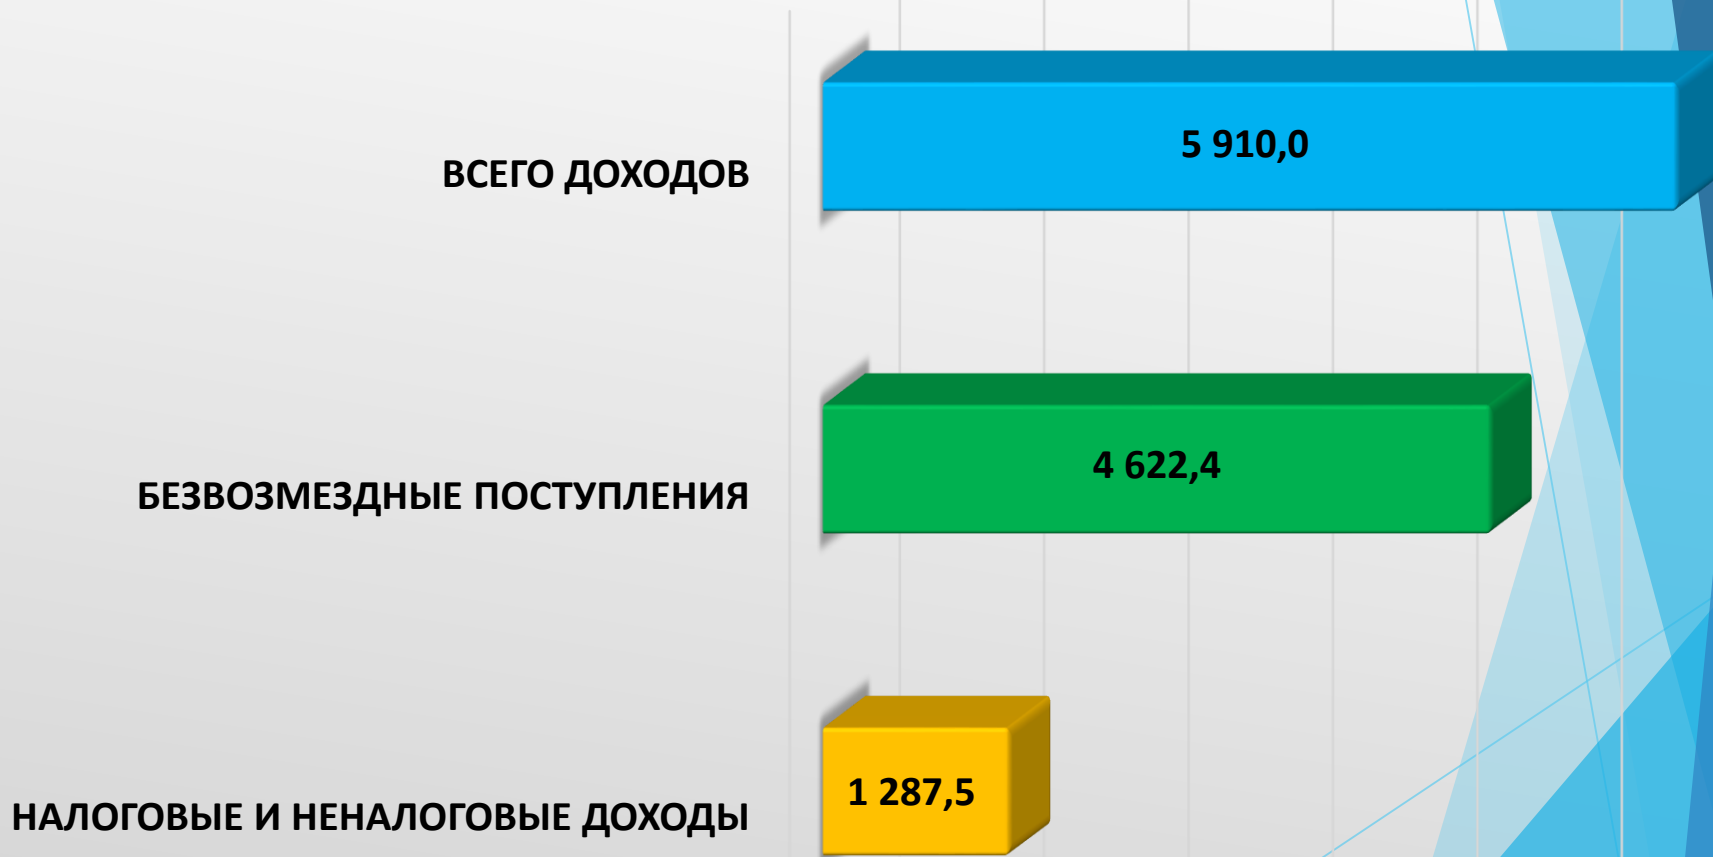 ВСЕГО ДОХОДОВ
5 910,0
БЕЗВОЗМЕЗДНЫЕ ПОСТУПЛЕНИЯ
4 622,4
НАЛОГОВЫЕ И НЕНАЛОГОВЫЕ ДОХОДЫ
1 287,5